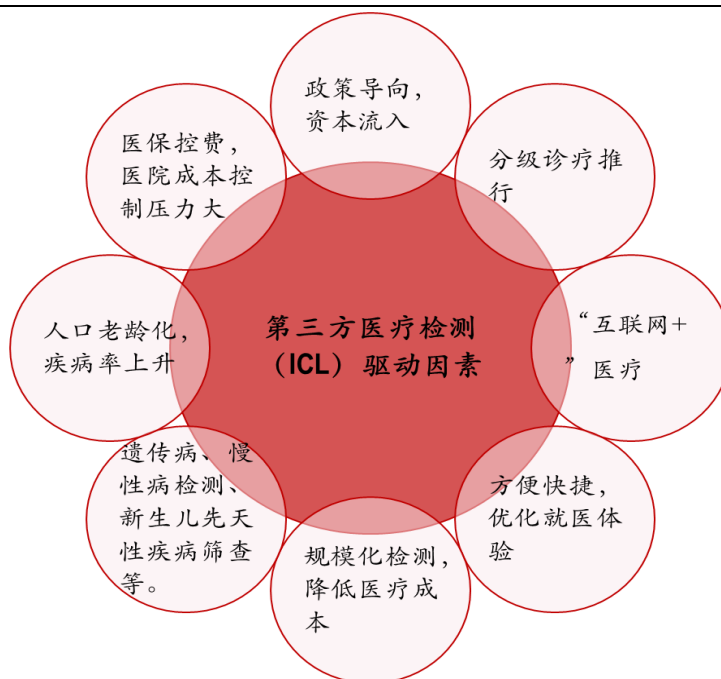 政策导向，
资本流入
分级诊疗推
行
“互联网+
”医疗
方便快捷，
优化就医体
验
规模化检测，
降低医疗成
本
遗传病、慢
性病检测、
新生儿先天
性疾病筛查
等。
人口老龄化，
疾病率上升
医保控费，
医院成本控
制压力大
第三方医疗检测
（ICL）驱动因素